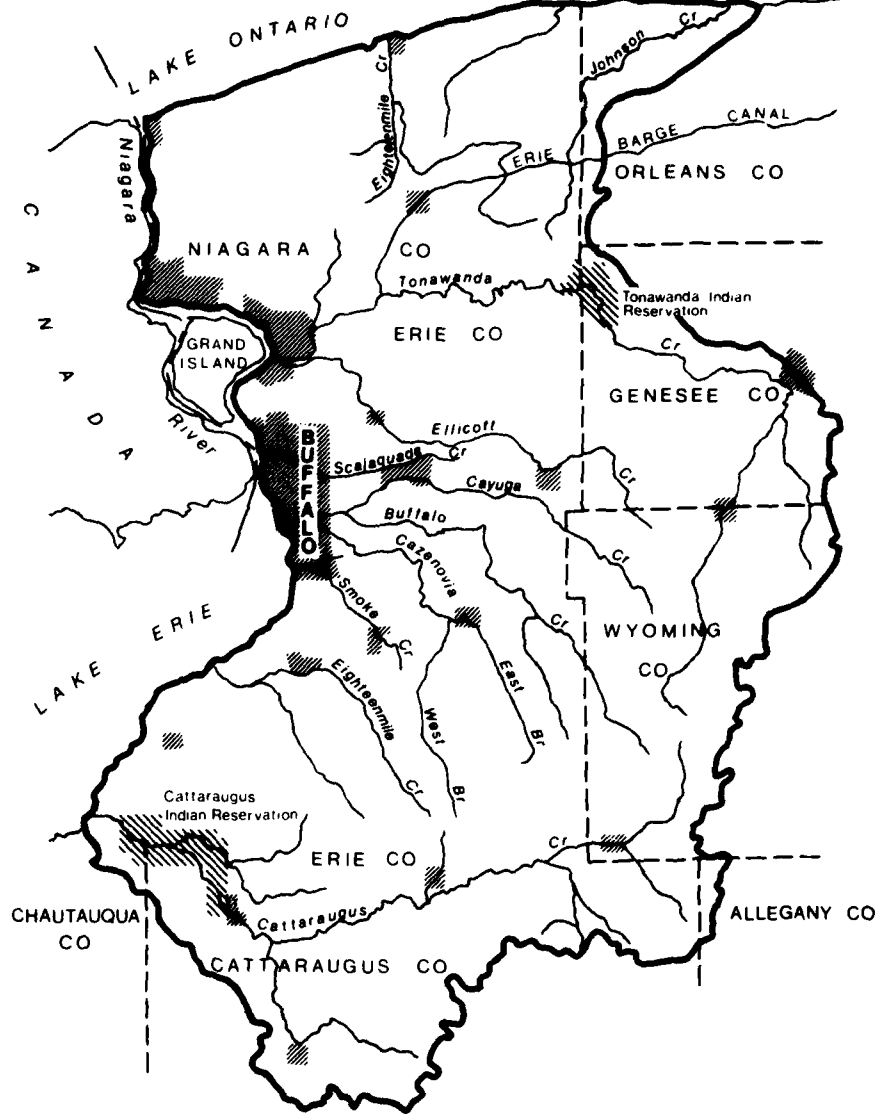 LAKE ONTARIO
Johnson Cr
Eighteenmile Cr
Niagara
ERIE BARGE CANAL
ORLEANS CO
CANADA
NIAGARA CO
Tonawanda
Tonawanda Indian
Reservation
ERIE CO
GRAND
ISLAND
Cr
GENESEE CO
River
BUFFALO
Ellicott
Cr
Scajaquada Cr
Cayuga
Cr
Buffalo
Cr
Cazenovia
Smoke
Cr
WYOMING
CO
LAKE ERIE
Eighteenmile
Cr
West
Br
East
Br
Cattaraugus
Indian Reservation
ERIE CO
Cr
CHAUTAUQUA
CO
Cattaraugus
ALLEGANY CO
CATTARAUGUS CO